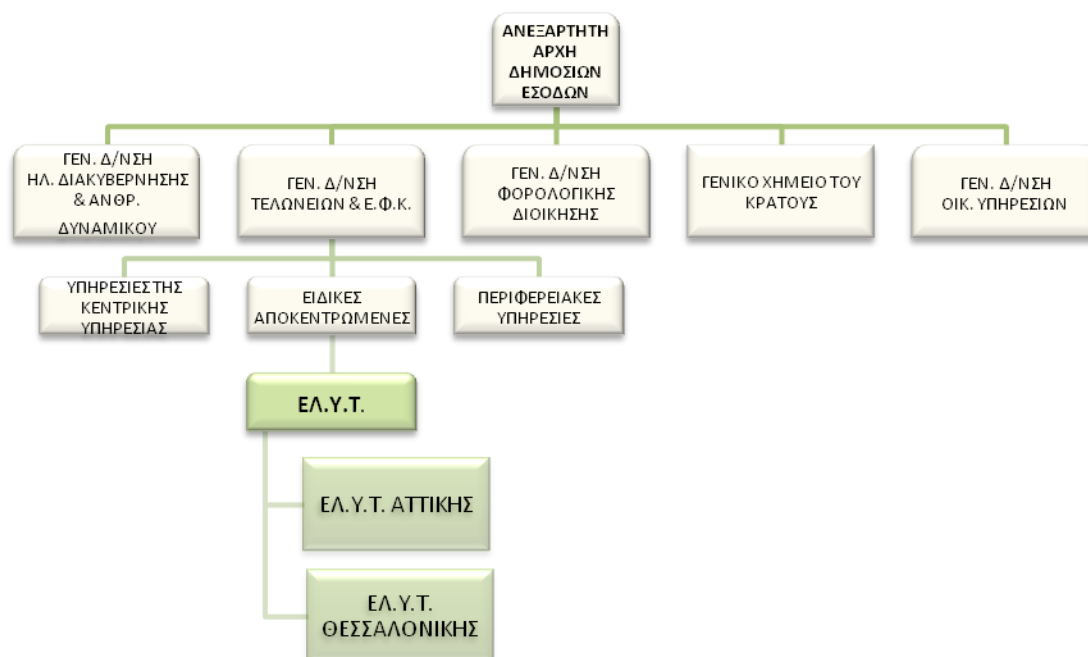 ΑΝΕΞΑΡΤΗΤΗ
ΑΡΧΗ
ΔΗΜΟΣΙΩΝ
ΕΣΟΔΩΝ
ΓΕΝ. Δ/ΝΣΗ
ΗΛ. ΔΙΑΚΥΒΕΡΝΗΣΗΣ
& ΑΝΘΡ.
ΔΥΝΑΜΙΚΟΥ
ΓΕΝ. Δ/ΝΣΗ
ΤΕΛΩΝΕΙΩΝ & Ε.Φ.Κ.
ΓΕΝ. Δ/ΝΣΗ
ΦΟΡΟΛΟΓΙΚΗΣ
ΔΙΟΙΚΗΣΗΣ
ΓΕΝΙΚΟ ΧΗΜΕΙΟ ΤΟΥ
ΚΡΑΤΟΥΣ
ΓΕΝ. Δ/ΝΣΗ
ΟΙΚ. ΥΠΗΡΕΣΙΩΝ
ΥΠΗΡΕΣΙΕΣ ΤΗΣ
ΚΕΝΤΡΙΚΗΣ
ΥΠΗΡΕΣΙΑΣ
ΕΙΔΙΚΕΣ
ΑΠΟΚΕΝΤΡΩΜΕΝΕΣ
ΠΕΡΙΦΕΡΕΙΑΚΕΣ
ΥΠΗΡΕΣΙΕΣ
ΕΛ.Υ.Τ.
ΕΛ.Υ.Τ. ΑΤΤΙΚΗΣ
ΕΛ.Υ.Τ.
ΘΕΣΣΑΛΟΝΙΚΗΣ